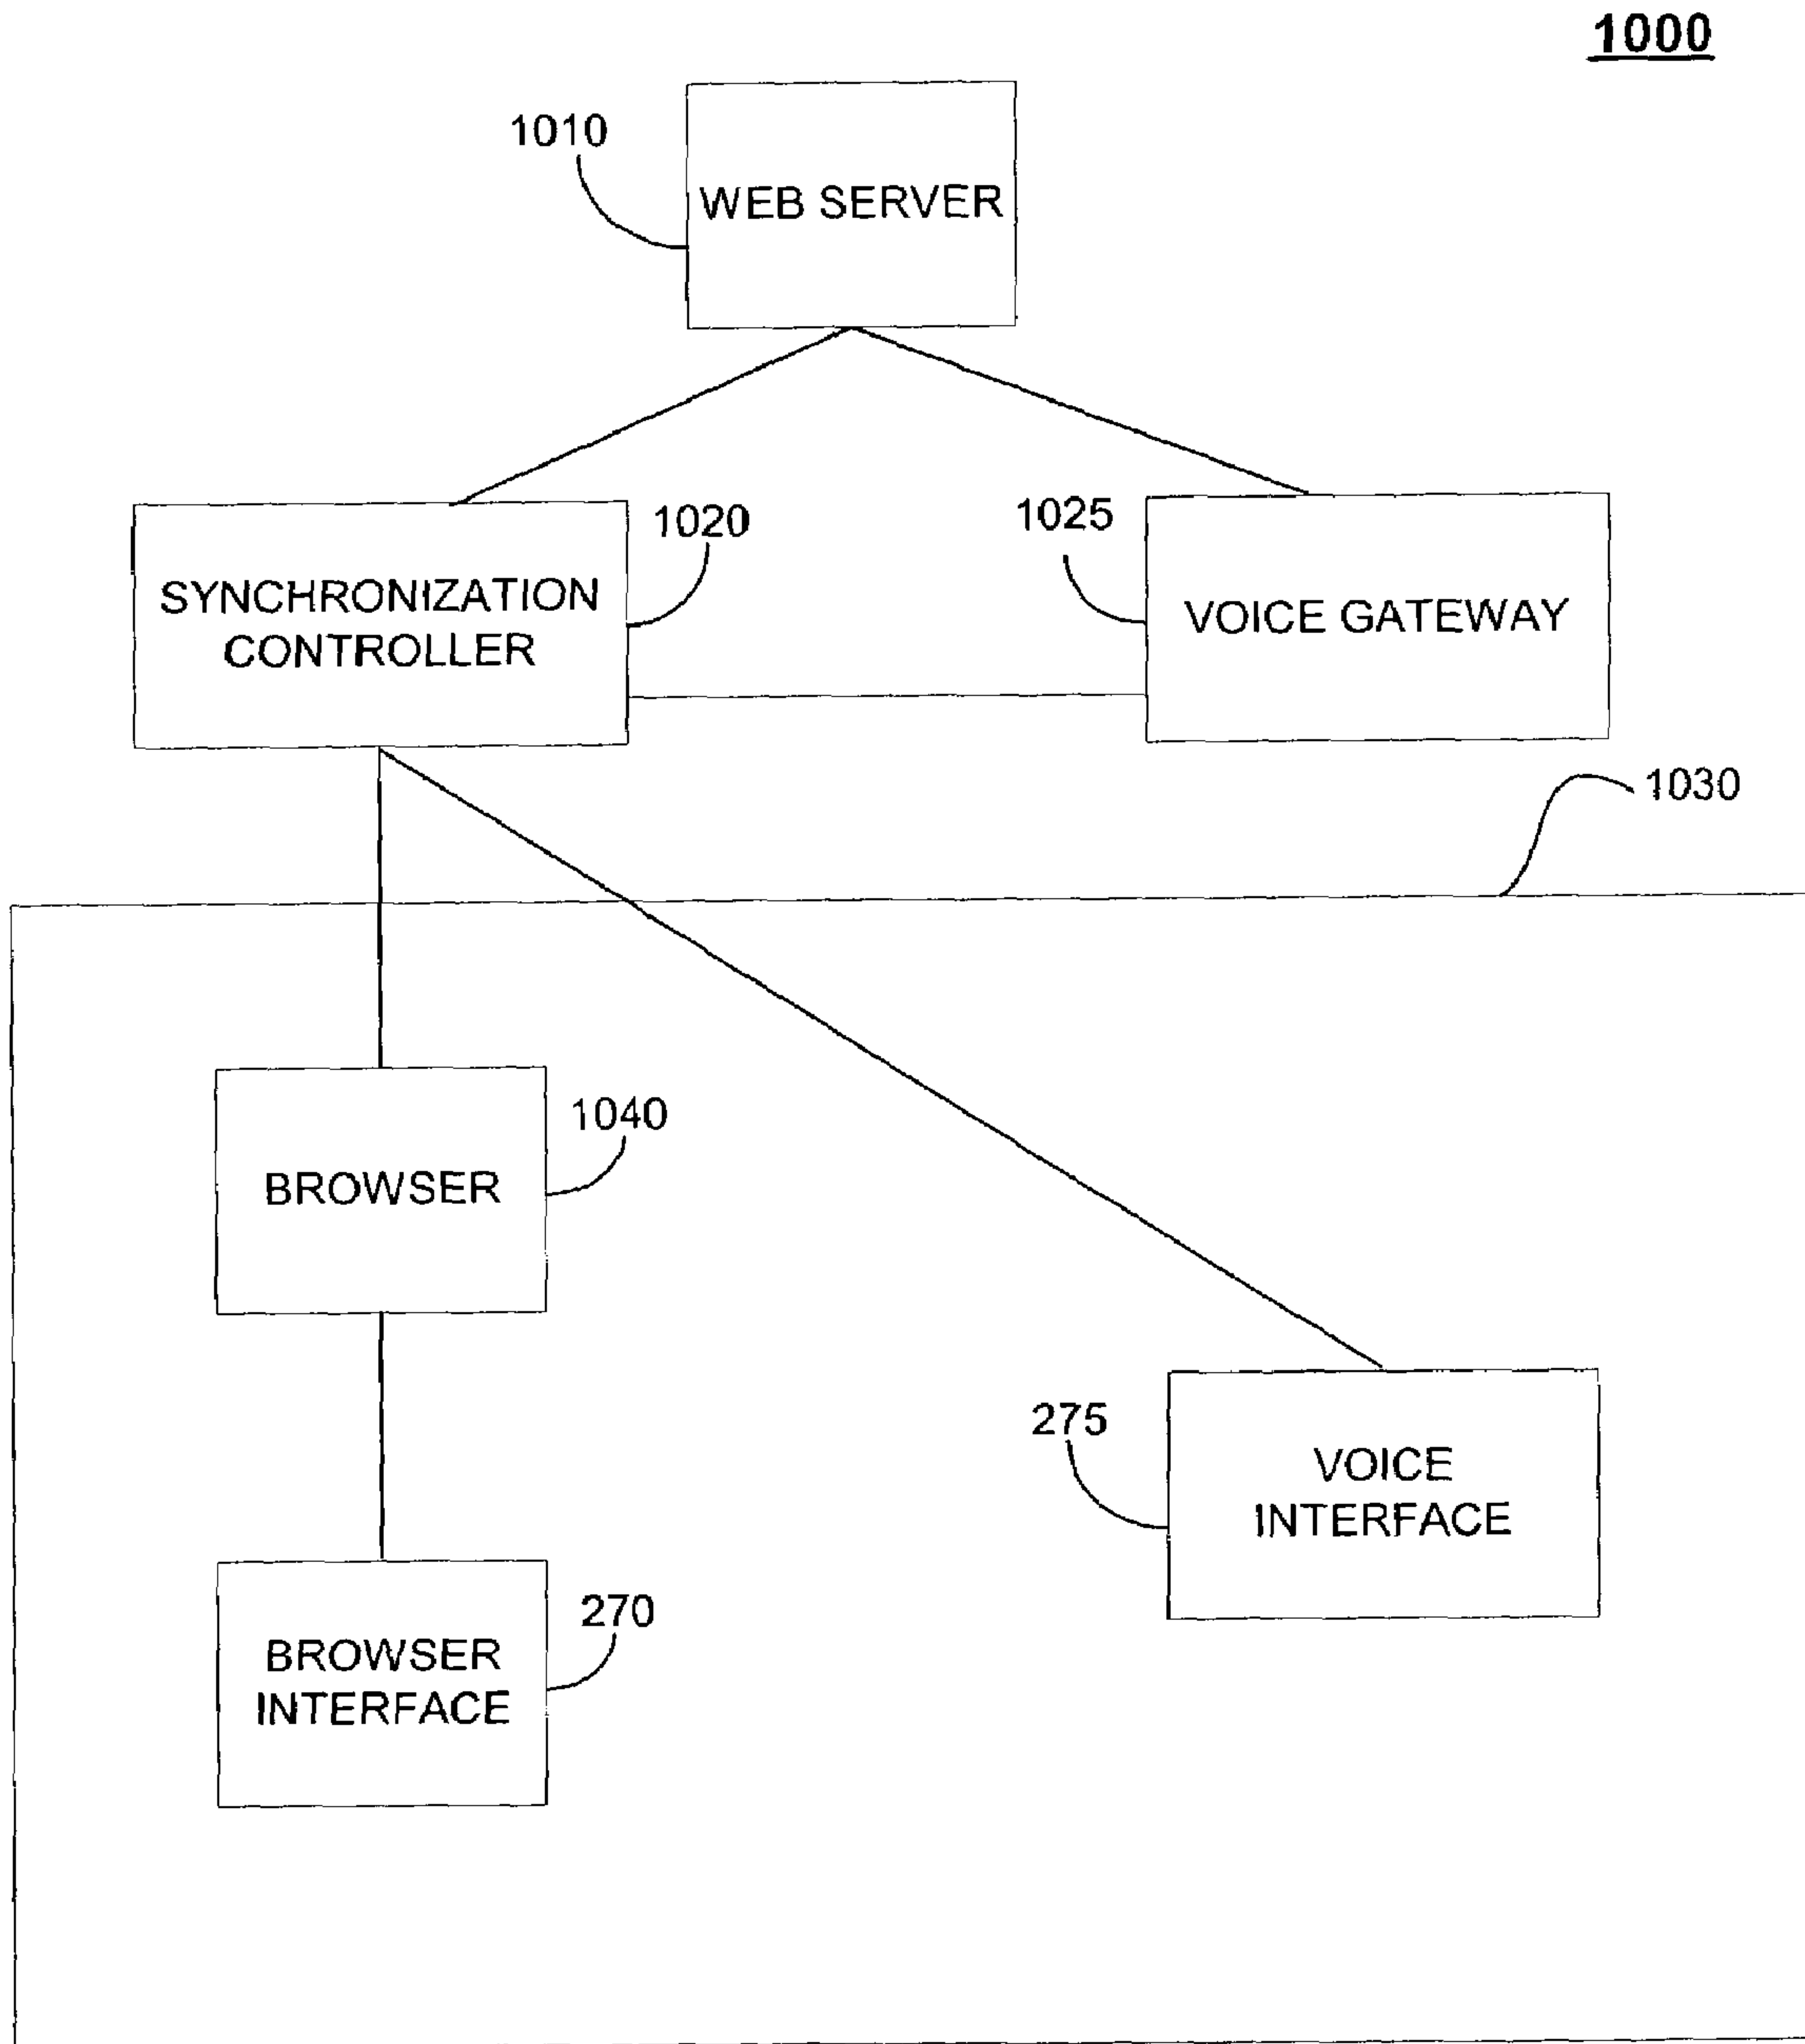 1000
1010
WEB SERVER
1020
1025
SYNCHRONIZATION
CONTROLLER
VOICE GATEWAY
1030
1040
BROWSER
275
VOICE
INTERFACE
270
BROWSER
INTERFACE